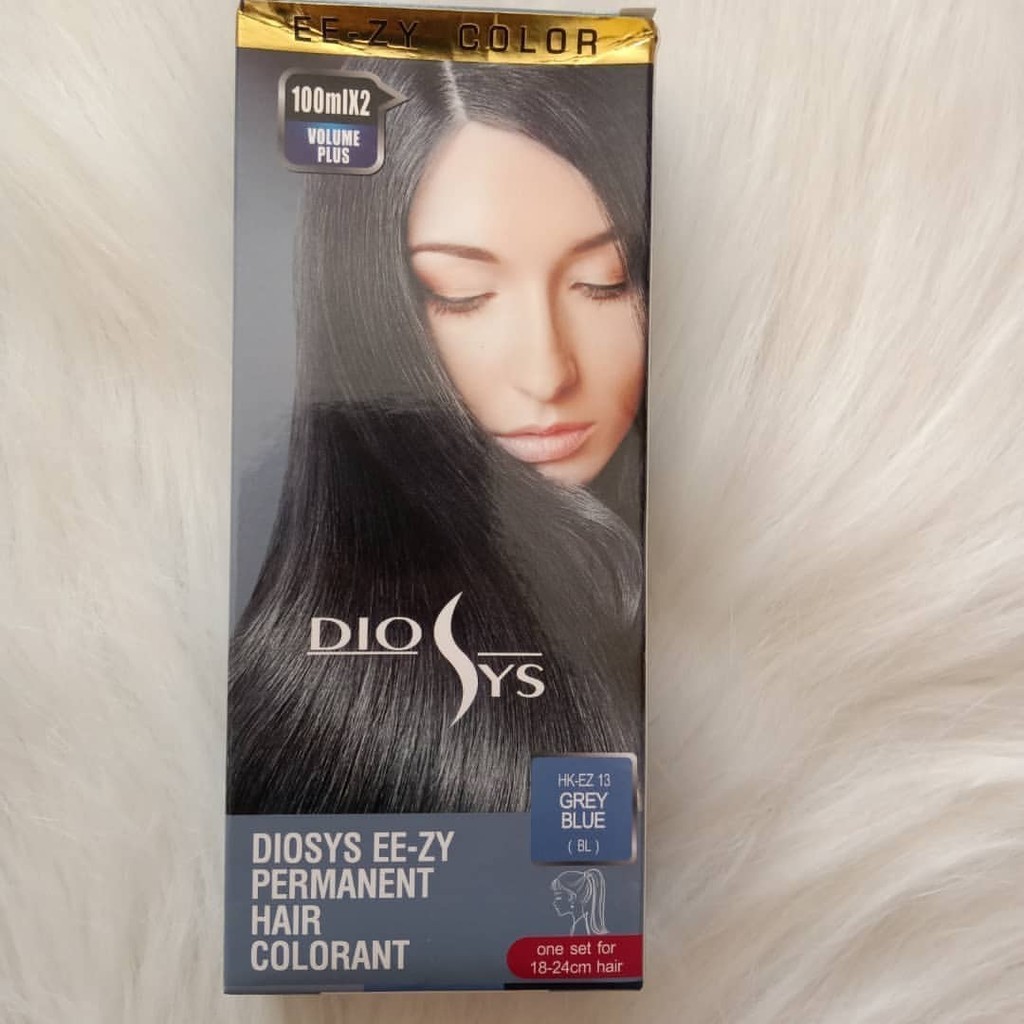 EE-ZY COLOR
100mlX2
VOLUME
PLUS
DIOSYS
HK-EZ 13
GREY
BLUE
( BL )
DIOSYS EE-ZY
PERMANENT
HAIR
COLORANT
one set for
18-24cm hair